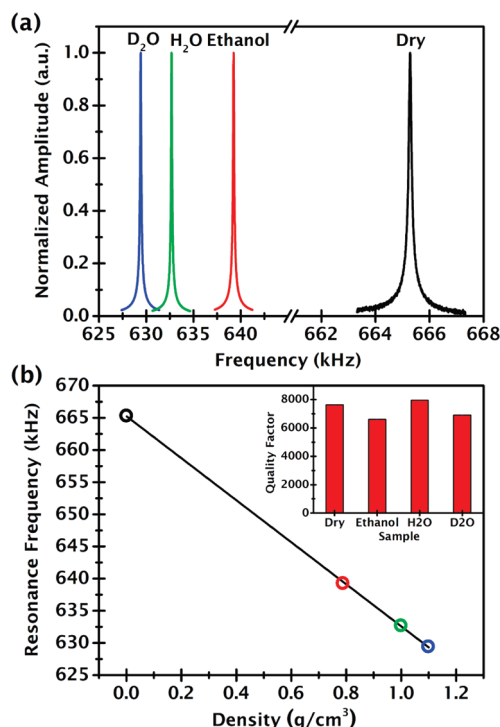 (a)
D₂O H₂O Ethanol Dry
Normalized Amplitude (a.u.)
1.0
0.8
0.6
0.4
0.2
0.0
625 630 635 640 662 664 666 668
Frequency (kHz)
(b)
Resonance Frequency (kHz)
670
665
660
655
650
645
640
635
630
625
Quality Factor
8000
6000
4000
2000
0
Dry Ethanol H2O D2O
Sample
0.0 0.2 0.4 0.6 0.8 1.0 1.2
Density (g/cm³)